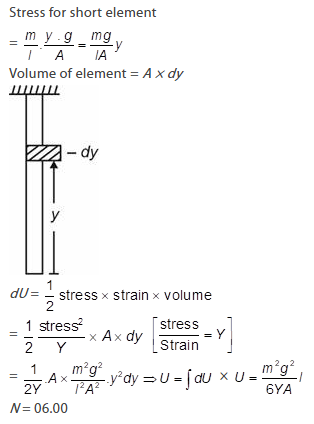 Stress for short element
= m/l · y . g/A = mg/lA y
Volume of element = A x dy
– dy
y
dU = 1/2 stress × strain × volume
= 1/2 stress²/Y × A × dy [stress/Strain = Y]
= 1/2Y . A × m²g²/l²A² . y²dy ⇒ U = ∫ dU × U = m²g²/6YA l
N = 06.00